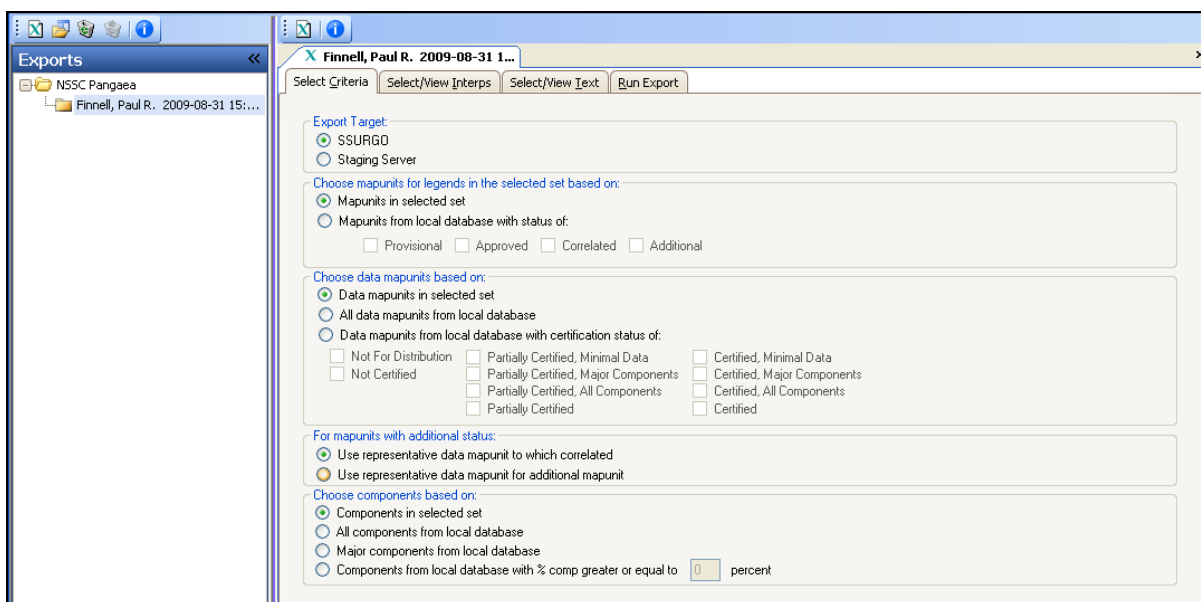 Exports «
NSSC Pangaea
Finnell, Paul R. 2009-08-31 15:...
Finnell, Paul R. 2009-08-31 1...
Select Criteria
Select/View Interps
Select/View Text
Run Export
Export Target:
SSURGO
Staging Server
Choose mapunits for legends in the selected set based on:
Mapunits in selected set
Mapunits from local database with status of:
Provisional Approved Correlated Additional
Choose data mapunits based on:
Data mapunits in selected set
All data mapunits from local database
Data mapunits from local database with certification status of:
Not For Distribution Partially Certified, Minimal Data Certified, Minimal Data
Not Certified Partially Certified, Major Components Certified, Major Components
Partially Certified, All Components Certified, All Components
Partially Certified Certified
For mapunits with additional status:
Use representative data mapunit to which correlated
Use representative data mapunit for additional mapunit
Choose components based on:
Components in selected set
All components from local database
Major components from local database
Components from local database with % comp greater or equal to 0 percent